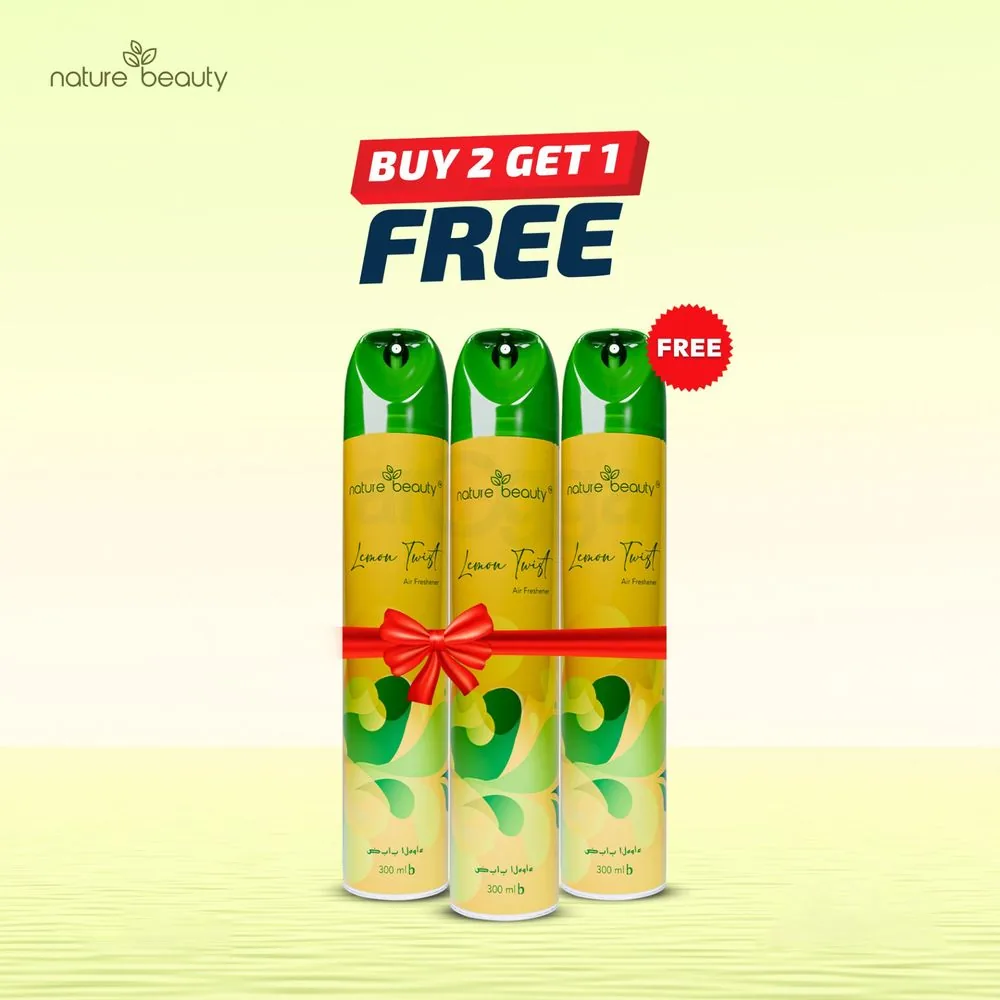 nature beauty
BUY 2 GET 1
FREE
FREE
nature beauty
Lemon Twist
Air Freshener
300 ml
nature beauty
Lemon Twist
Air Freshener
300 ml
nature beauty
Lemon Twist
Air Freshener
300 ml